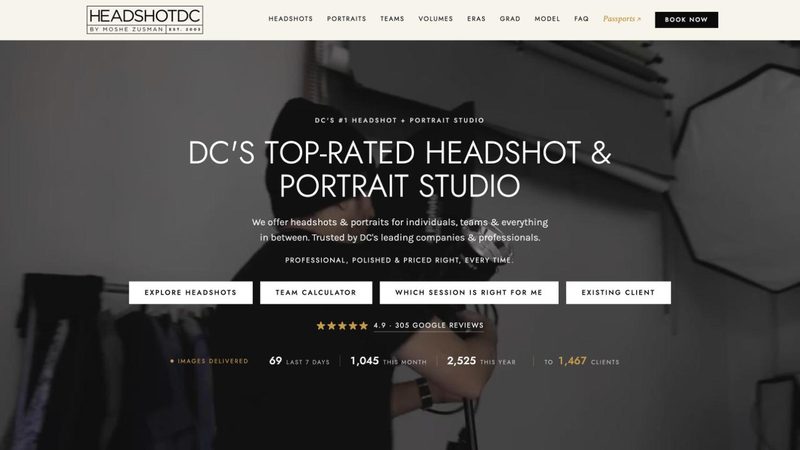 HEADSHOTDC
BY MOSHE ZUSMAN EST. 2003
HEADSHOTS PORTRAITS TEAMS VOLUMES ERAS GRAD MODEL FAQ Passports ↗ BOOK NOW
DC'S #1 HEADSHOT + PORTRAIT STUDIO
DC'S TOP-RATED HEADSHOT &
PORTRAIT STUDIO
We offer headshots & portraits for individuals, teams & everything
in between. Trusted by DC's leading companies & professionals.
PROFESSIONAL, POLISHED & PRICED RIGHT, EVERY TIME.
EXPLORE HEADSHOTS TEAM CALCULATOR WHICH SESSION IS RIGHT FOR ME EXISTING CLIENT
★★★★★ 4.9 · 305 GOOGLE REVIEWS
IMAGES DELIVERED 69 LAST 7 DAYS 1,045 THIS MONTH 2,525 THIS YEAR TO 1,467 CLIENTS